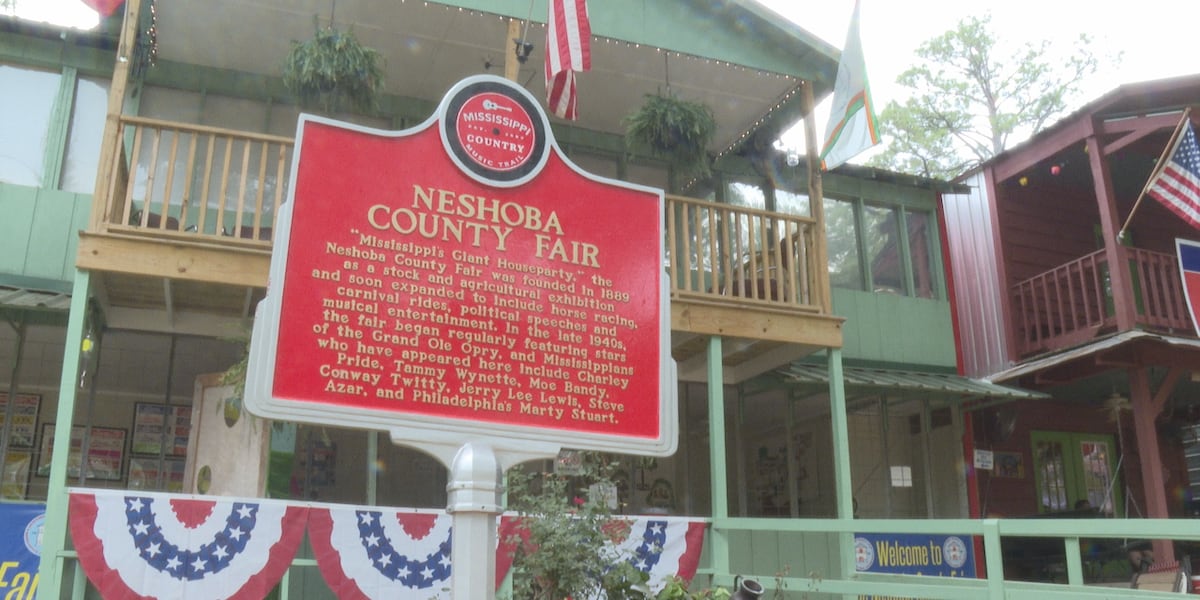 MISSISSIPPI
COUNTRY
MUSIC TRAIL
NESHOBA
COUNTY FAIR
"Mississippi's Giant Houseparty," the
Neshoba County Fair was founded in 1889
as a stock and agricultural exhibition
and soon expanded to include horse racing,
carnival rides, political speeches and
musical entertainment. In the late 1940s,
the fair began regularly featuring stars
of the Grand Ole Opry, and Mississippians
who have appeared here include Charley
Pride, Tammy Wynette, Moe Bandy,
Conway Twitty, Jerry Lee Lewis, Steve
Azar, and Philadelphia's Marty Stuart.
Fai
Welcome to